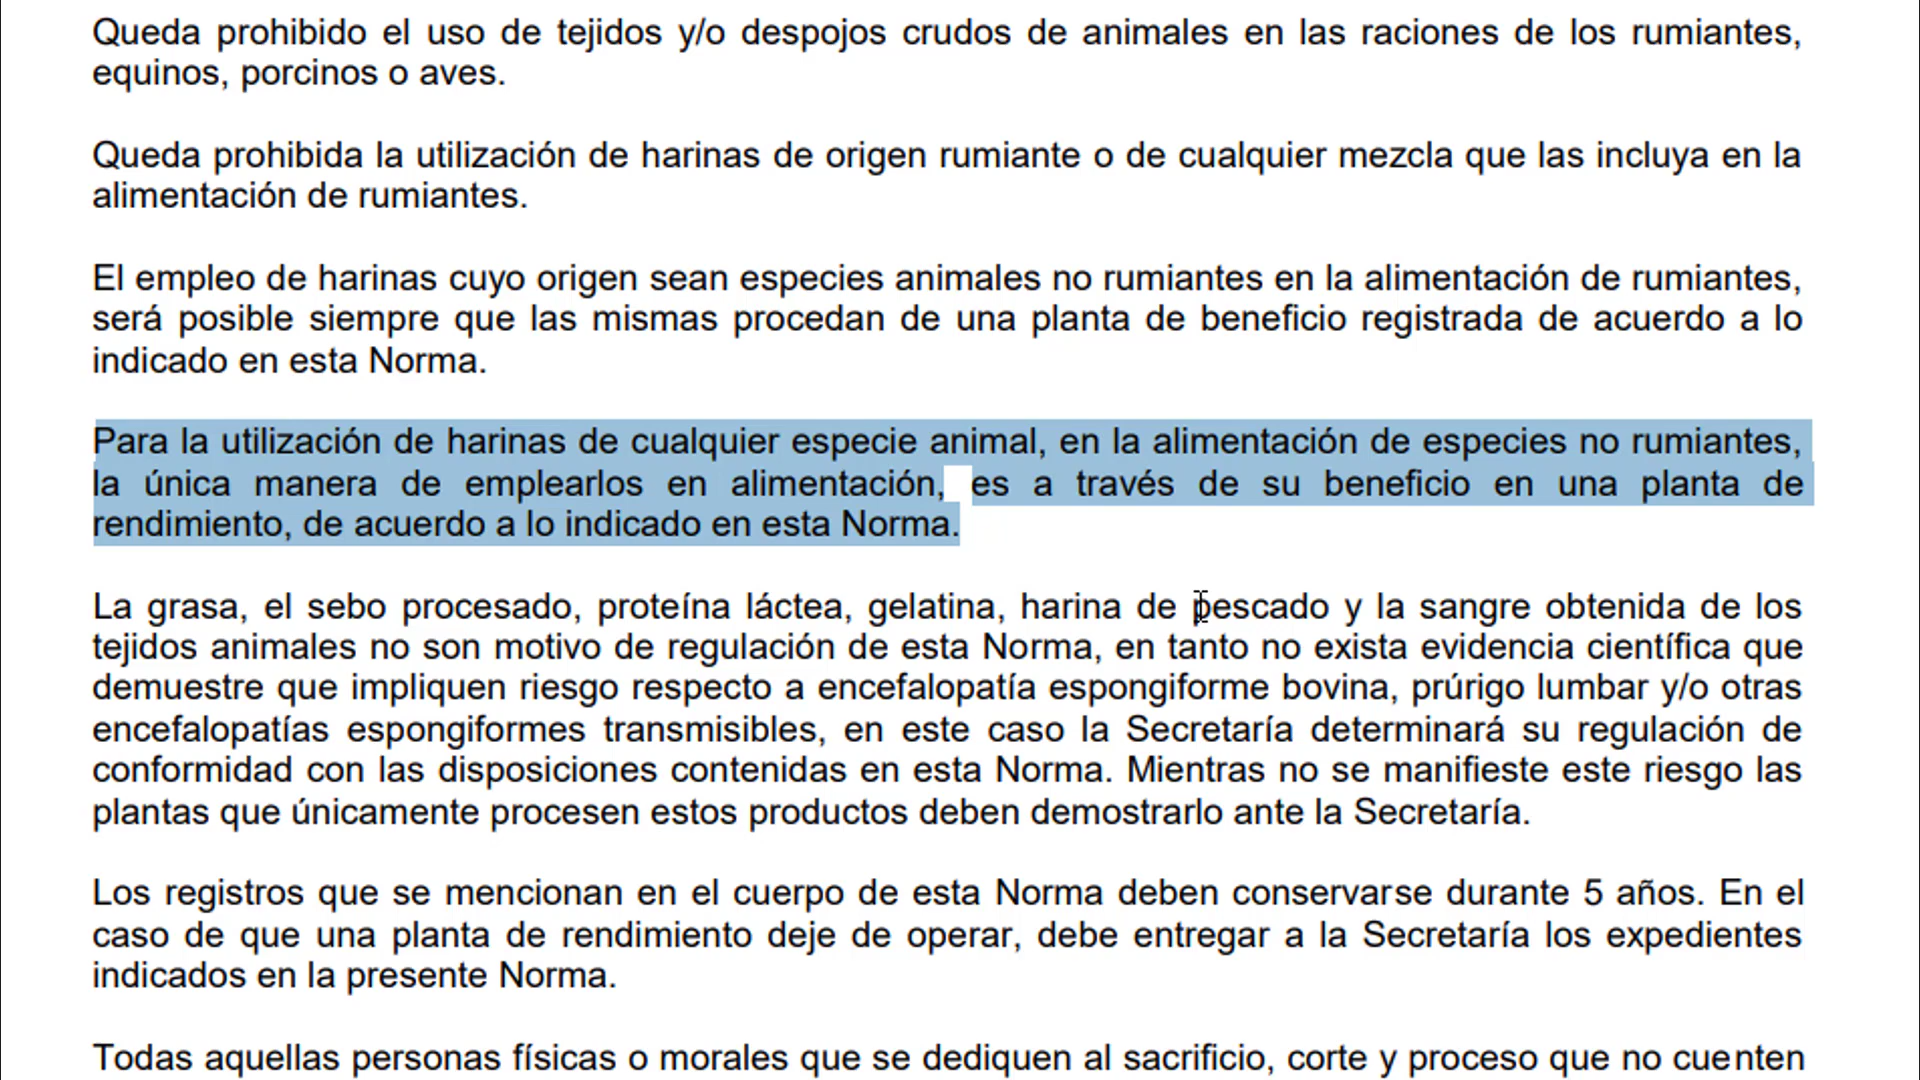 Queda prohibido el uso de tejidos y/o despojos crudos de animales en las raciones de los rumiantes,
equinos, porcinos o aves.
Queda prohibida la utilización de harinas de origen rumiante o de cualquier mezcla que las incluya en la
alimentación de rumiantes.
El empleo de harinas cuyo origen sean especies animales no rumiantes en la alimentación de rumiantes,
será posible siempre que las mismas procedan de una planta de beneficio registrada de acuerdo a lo
indicado en esta Norma.
Para la utilización de harinas de cualquier especie animal, en la alimentación de especies no rumiantes,
la única manera de emplearlos en alimentación, es a través de su beneficio en una planta de
rendimiento, de acuerdo a lo indicado en esta Norma.
La grasa, el sebo procesado, proteína láctea, gelatina, harina de pescado y la sangre obtenida de los
tejidos animales no son motivo de regulación de esta Norma, en tanto no exista evidencia científica que
demuestre que impliquen riesgo respecto a encefalopatía espongiforme bovina, prúrigo lumbar y/o otras
encefalopatías espongiformes transmisibles, en este caso la Secretaría determinará su regulación de
conformidad con las disposiciones contenidas en esta Norma. Mientras no se manifieste este riesgo las
plantas que únicamente procesen estos productos deben demostrarlo ante la Secretaría.
Los registros que se mencionan en el cuerpo de esta Norma deben conservarse durante 5 años. En el
caso de que una planta de rendimiento deje de operar, debe entregar a la Secretaría los expedientes
indicados en la presente Norma.
Todas aquellas personas físicas o morales que se dediquen al sacrificio, corte y proceso que no cuenten